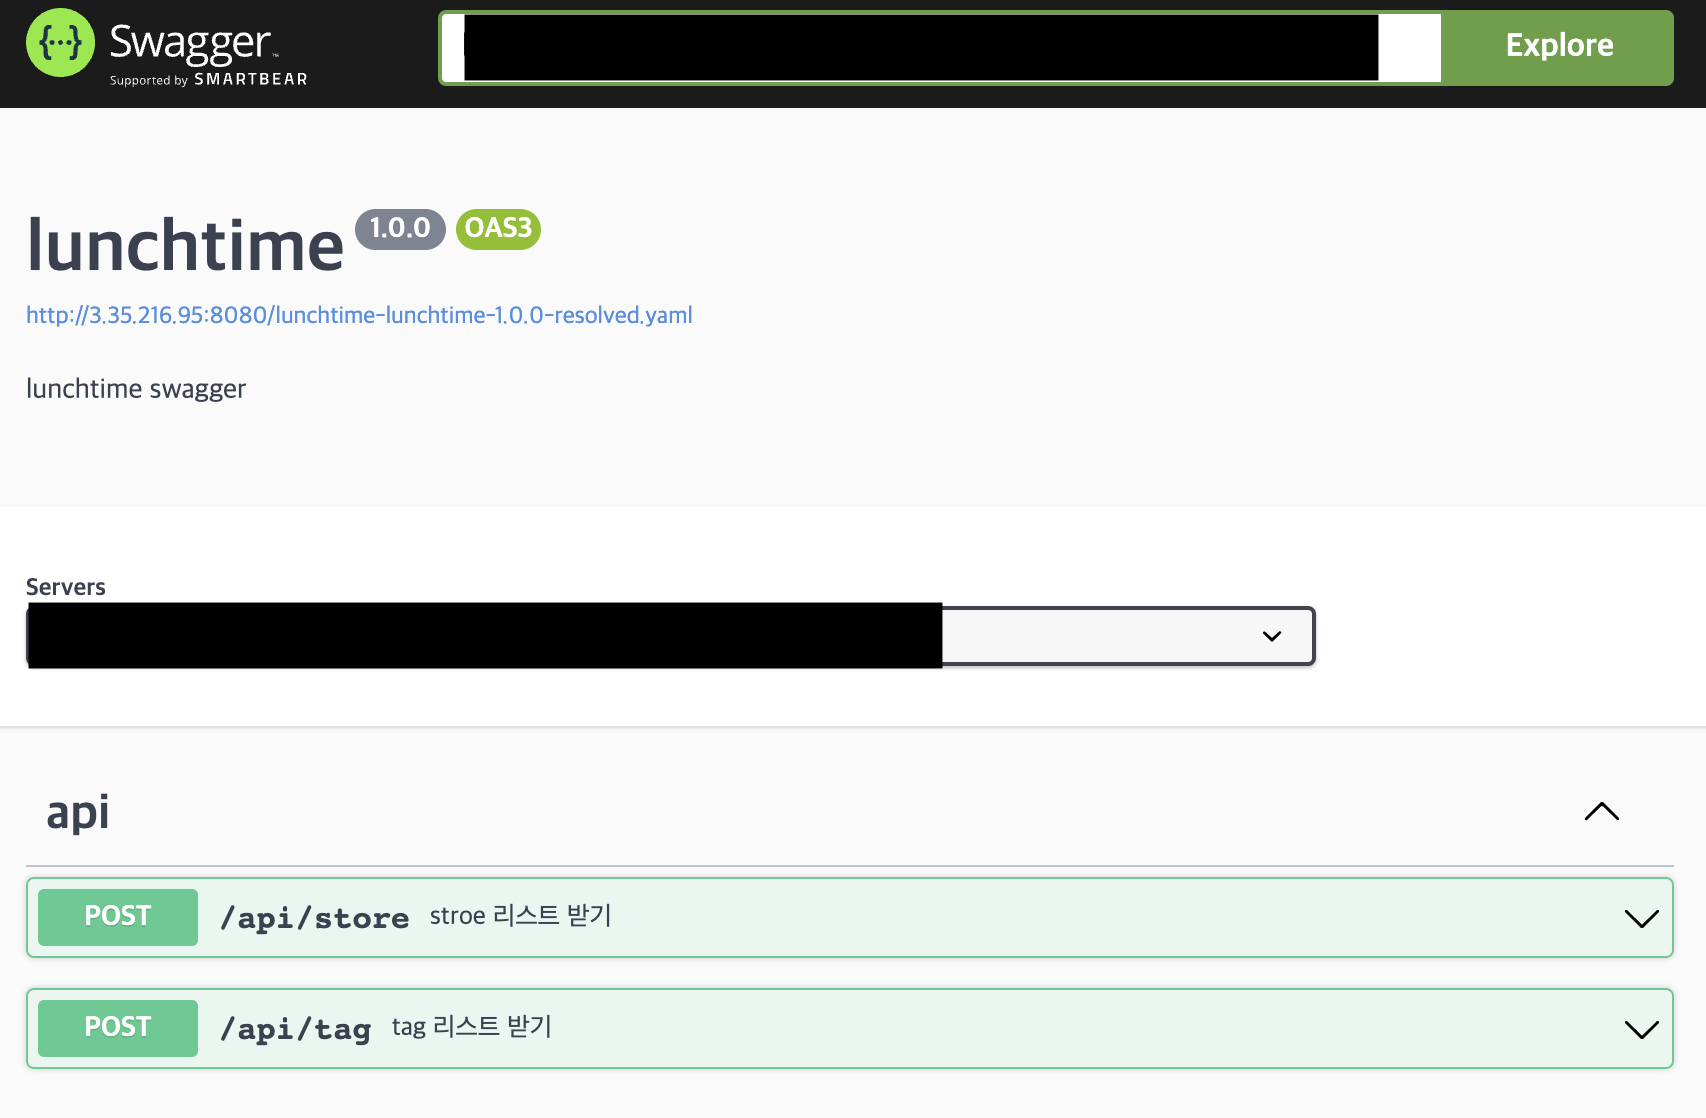 {···} Swagger™
Supported by SMARTBEAR
Explore
lunchtime 1.0.0 OAS3
http://3.35.216.95:8080/lunchtime-lunchtime-1.0.0-resolved.yaml
lunchtime swagger
Servers
api
POST /api/store stroe 리스트 받기
POST /api/tag tag 리스트 받기